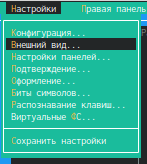 Настройки Правая панель
Конфигурация...
Внешний вид...
Настройки панелей...
Подтверждение...
Оформление...
Биты символов...
Распознавание клавиш...
Виртуальные ФС...
Сохранить настройки